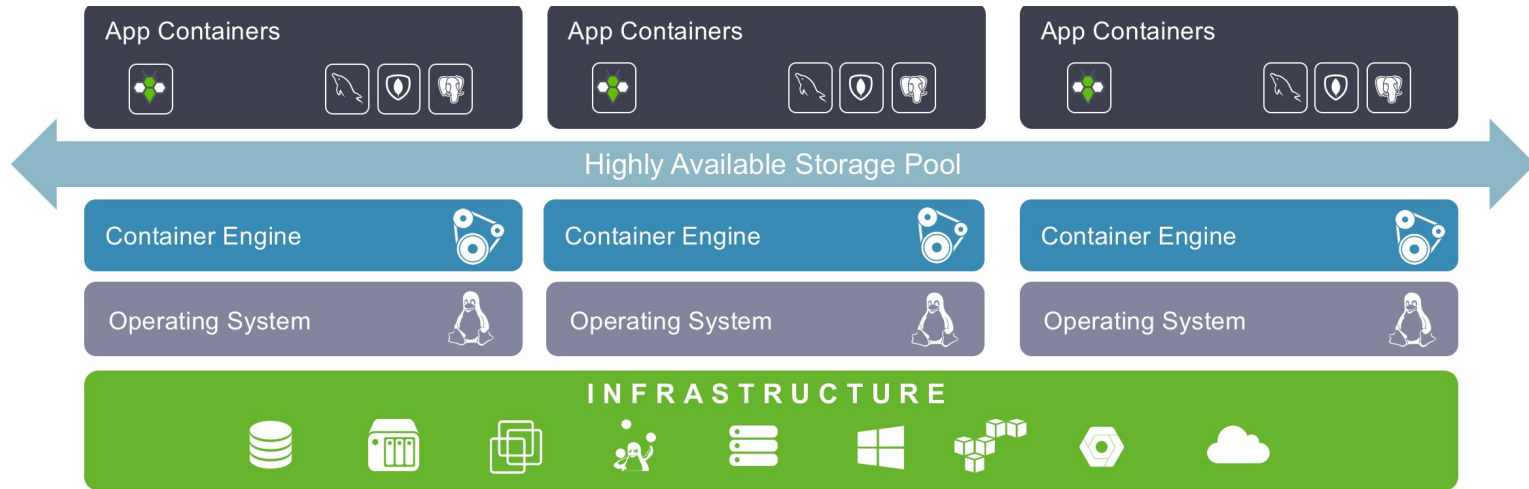 App Containers
App Containers
App Containers
Highly Available Storage Pool
Container Engine
Container Engine
Container Engine
Operating System
Operating System
Operating System
INFRASTRUCTURE